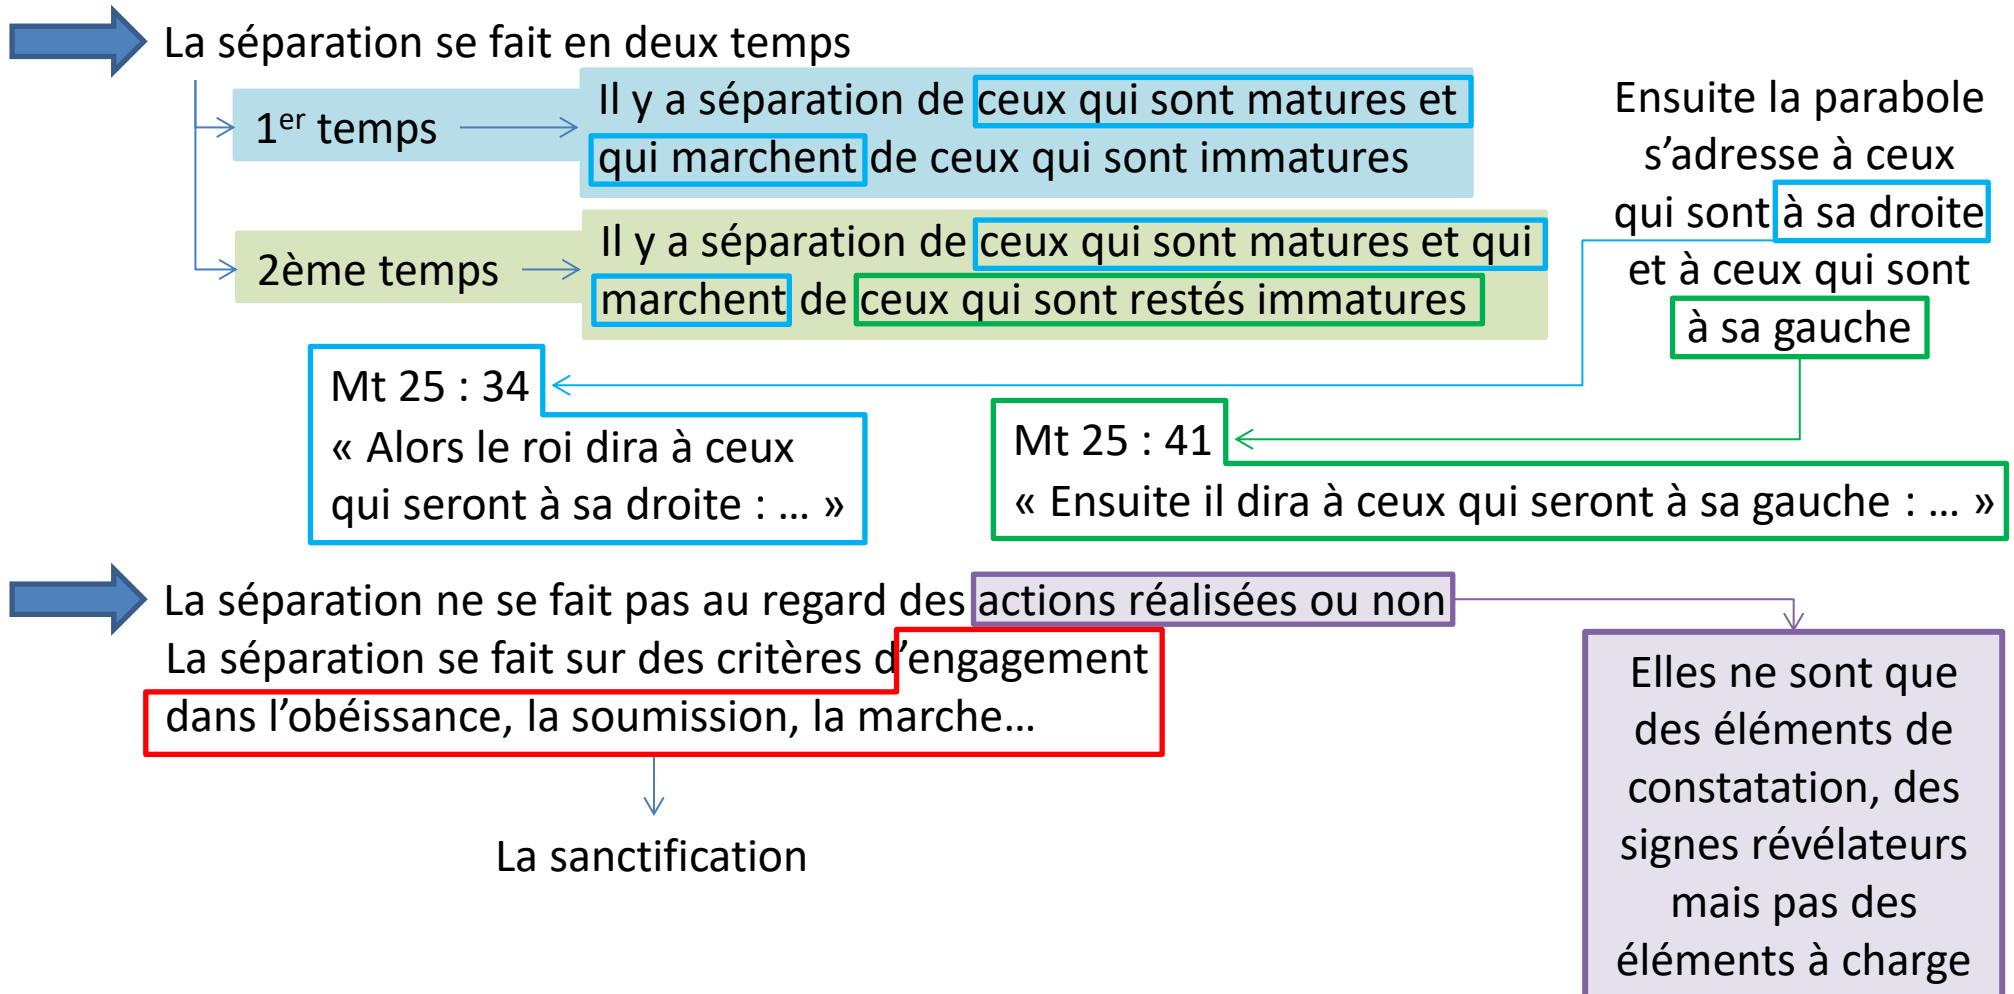 La séparation se fait en deux temps
1er temps
Il y a séparation de ceux qui sont matures et
qui marchent de ceux qui sont immatures
2ème temps
Il y a séparation de ceux qui sont matures et qui
marchent de ceux qui sont restés immatures
Ensuite la parabole
s’adresse à ceux
qui sont à sa droite
et à ceux qui sont
à sa gauche
Mt 25 : 34
« Alors le roi dira à ceux
qui seront à sa droite : … »
Mt 25 : 41
« Ensuite il dira à ceux qui seront à sa gauche : … »
La séparation ne se fait pas au regard des actions réalisées ou non
La séparation se fait sur des critères d’engagement
dans l’obéissance, la soumission, la marche…
La sanctification
Elles ne sont que
des éléments de
constatation, des
signes révélateurs
mais pas des
éléments à charge